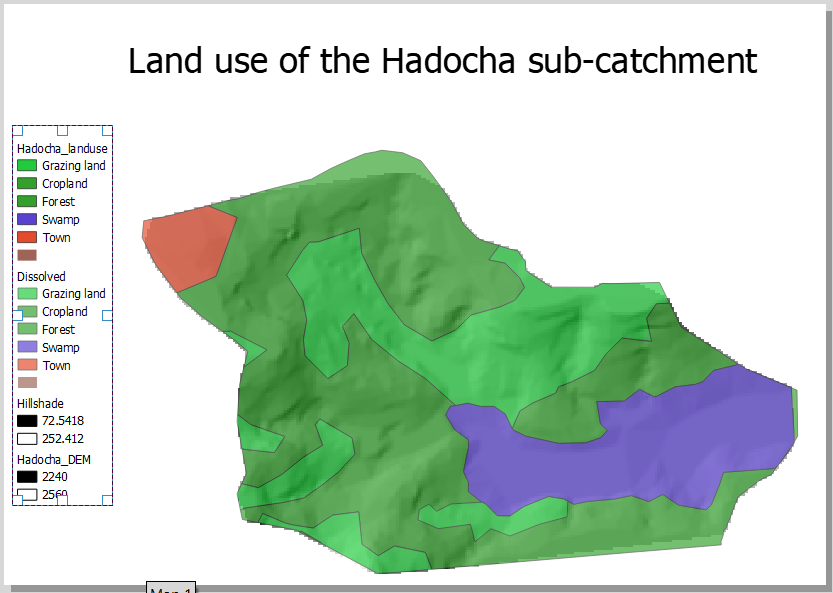 Land use of the Hadocha sub-catchment
Hadocha_landuse
Grazing land
Cropland
Forest
Swamp
Town
Dissolved
Grazing land
Cropland
Forest
Swamp
Town
Hillshade
72.5418
252.412
Hadocha_DEM
2240
2560
Map 1